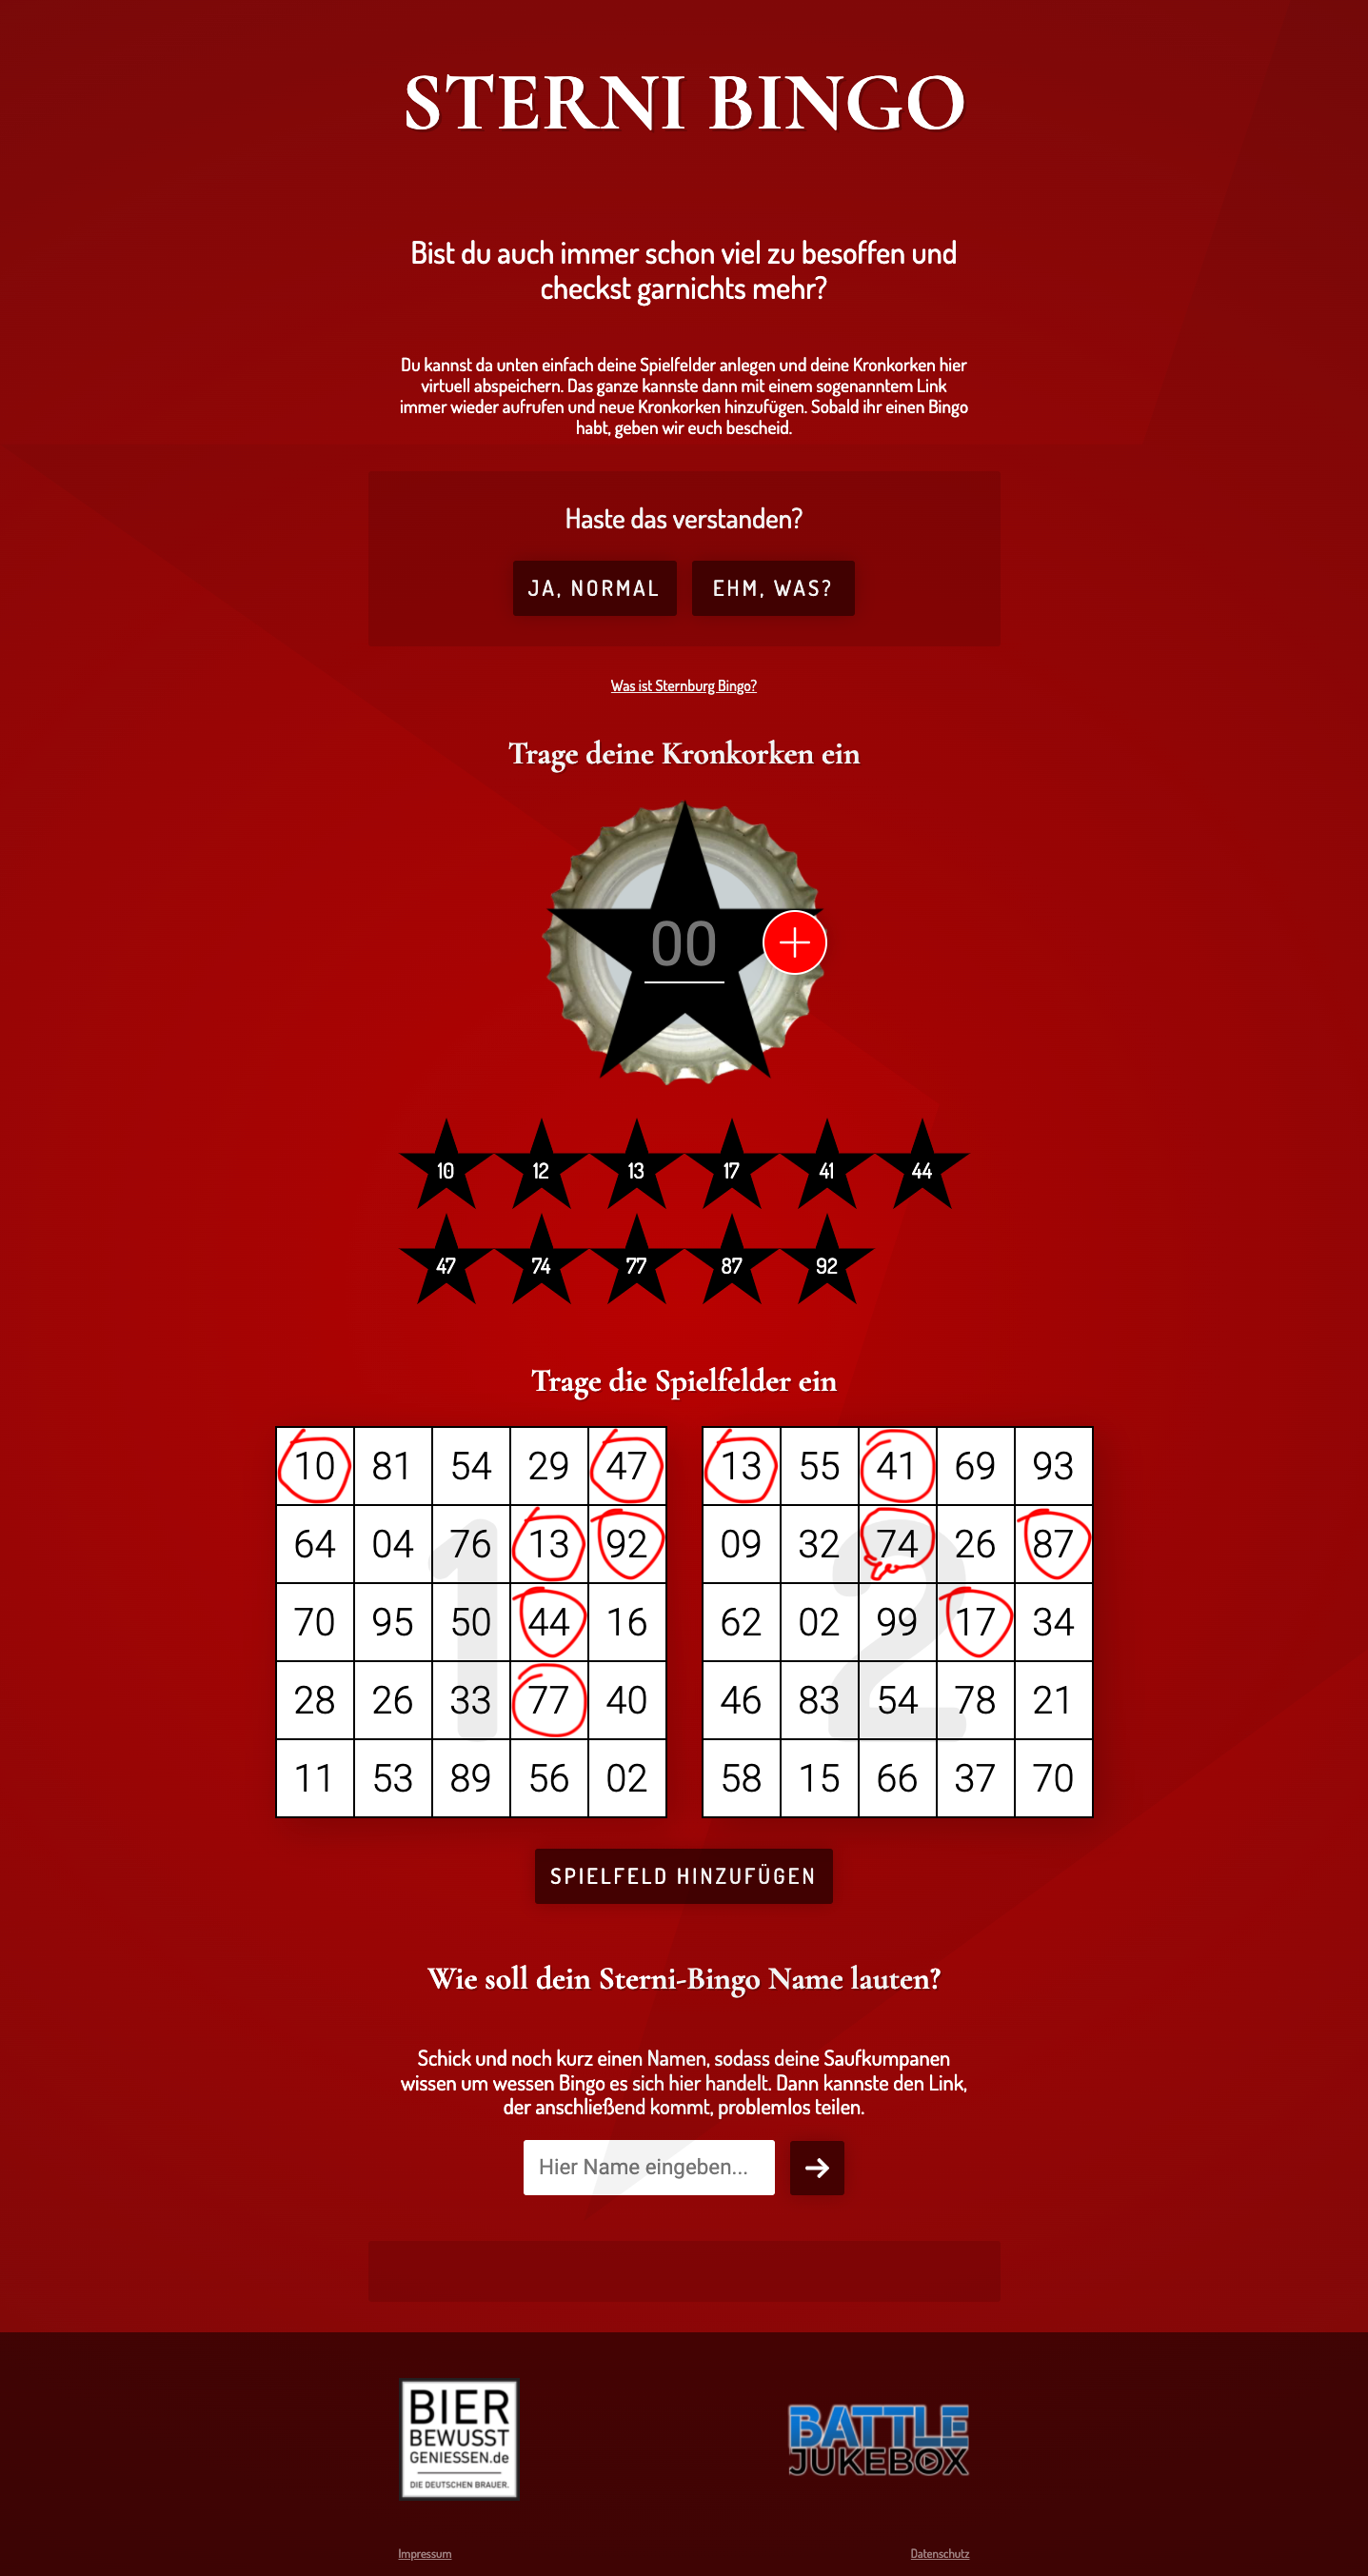 STERNI BINGO
Bist du auch immer schon viel zu besoffen und
checkst garnichts mehr?
Du kannst da unten einfach deine Spielfelder anlegen und deine Kronkorken hier
virtuell abspeichern. Das ganze kannste dann mit einem sogenanntem Link
immer wieder aufrufen und neue Kronkorken hinzufügen. Sobald ihr einen Bingo
habt, geben wir euch bescheid.
Haste das verstanden?
JA, NORMAL EHM, WAS?
Was ist Sternburg Bingo?
Trage deine Kronkorken ein
00
10 12 13 17 41 44
47 74 77 87 92
Trage die Spielfelder ein
1
10 81 54 29 47
64 04 76 13 92
70 95 50 44 16
28 26 33 77 40
11 53 89 56 02
2
13 55 41 69 93
09 32 74 26 87
62 02 99 17 34
46 83 54 78 21
58 15 66 37 70
SPIELFELD HINZUFÜGEN
Wie soll dein Sterni-Bingo Name lauten?
Schick und noch kurz einen Namen, sodass deine Saufkumpanen
wissen um wessen Bingo es sich hier handelt. Dann kannste den Link,
der anschließend kommt, problemlos teilen.
Hier Name eingeben...
BIER
BEWUSST
GENIESSEN.de
DIE DEUTSCHEN BRAUER.
BATTLE
JUKEBOX
Impressum Datenschutz